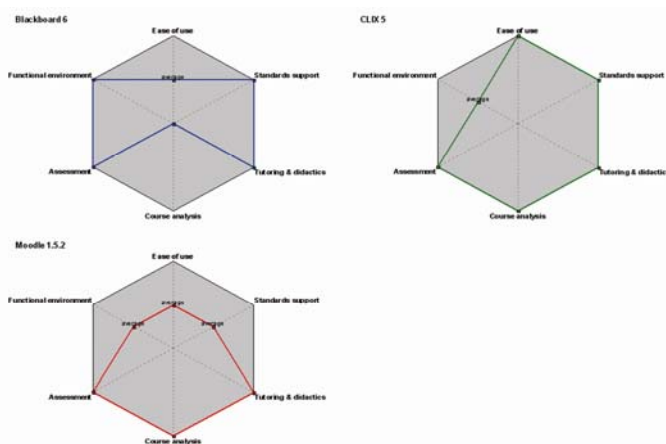 Blackboard 6
Ease of use
Functional environment
average
Standards support
Assessment
Tutoring & didactics
Course analysis
CLIX 5
Ease of use
Functional environment
Standards support
average
Assessment
Tutoring & didactics
Course analysis
Moodle 1.5.2
Ease of use
Functional environment
average
Standards support
average
average
Assessment
Tutoring & didactics
Course analysis